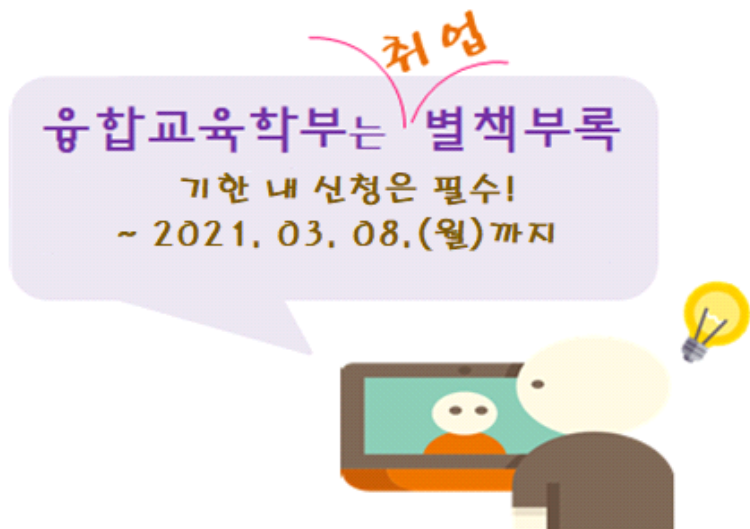 취업
융합교육학부는 별책부록
기한 내 신청은 필수!
~ 2021. 03. 08.(월)까지